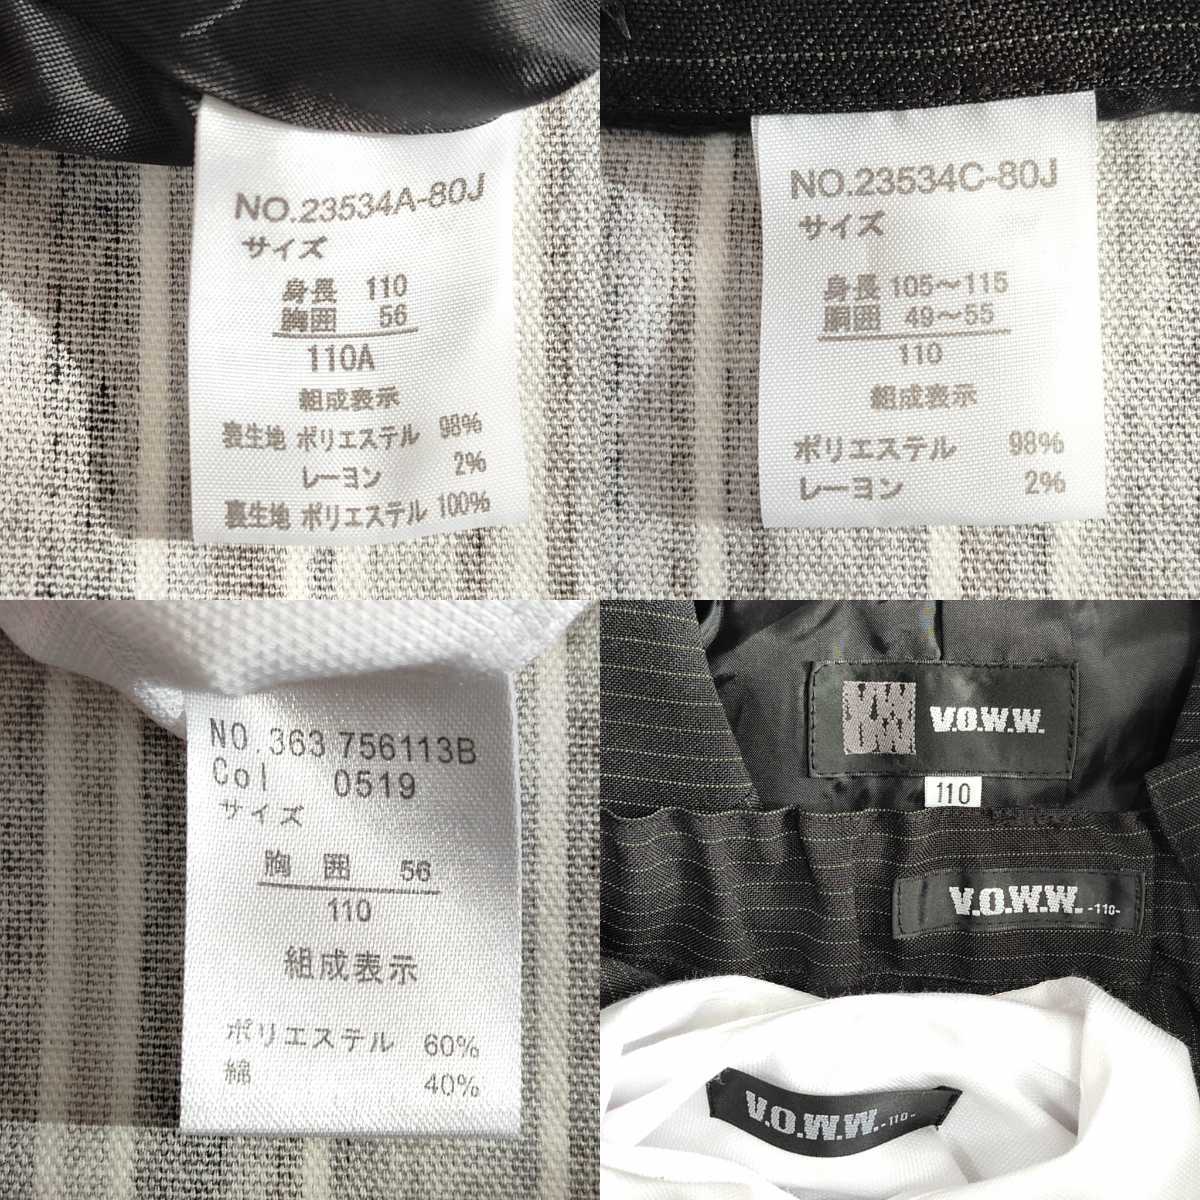 NO.23534A-80J
サイズ
身長 110
胸囲 56
110A
組成表示
表生地 ポリエステル 98%
レーヨン 2%
裏生地 ポリエステル 100%
NO.23534C-80J
サイズ
身長 105〜115
胴囲 49〜55
110
組成表示
ポリエステル 98%
レーヨン 2%
NO.363 756113B
Col 0519
サイズ
胸囲 56
110
組成表示
ポリエステル 60%
綿 40%
V.O.W.W.
110
V.O.W.W. -110-
V.O.W.W. -110-